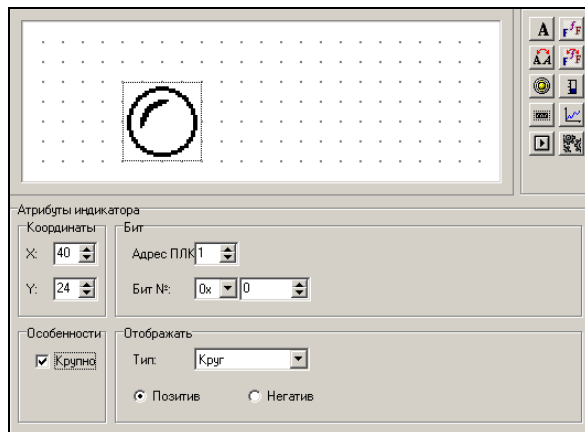 A F f F
AA F F F
Атрибуты индикатора
Координаты Бит
X: 40 Адрес ПЛК 1
Y: 24 Бит №: 0x 0
Особенности Отображать
Крупно Тип: Круг
Позитив Негатив